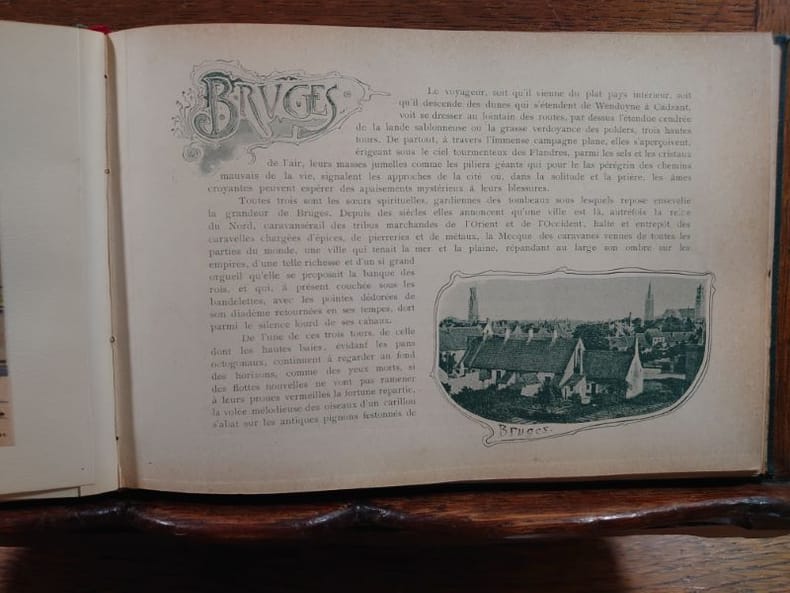 BRUGES
Le voyageur, soit qu'il vienne du plat pays intérieur, soit
qu'il descende des dunes qui s'étendent de Wenduyne à Cadzant,
voit se dresser au lointain des routes, par dessus l'étendue cendrée
de la lande sablonneuse ou la grasse verdoyance des polders, trois hautes
tours. De partout, à travers l'immense campagne plane, elle s'aperçoivent,
érigeant sous le ciel tourmenteux des Flandres, parmi les sels et les cristaux
de l'air, leurs masses jumelles comme les piliers géants qui pour le las pérégrin des chemins
mauvais de la vie, signalent les approches de la cité où, dans la solitude et la prière, les âmes
croyantes peuvent espérer des apaisements mystérieux à leurs blessures.
Toutes trois sont les sœurs spirituelles, gardiennes des tombeaux sous lesquels repose ensevelie
la grandeur de Bruges. Depuis des siècles elles annoncent qu'une ville est là, autrefois la reine
du Nord, caravansérail des tribus marchandes de l'Orient et de l'Occident, halte et entrepôt des
caravelles chargées d'épices, de pierreries et de métaux, la Mecque des caravanes venues de toutes les
parties du monde, une ville qui tenait la mer et la plaine, répandant au large son ombre sur les
empires, d'une telle richesse et d'un si grand
orgueil qu'elle se proposait la banque des
rois, et qui, à présent couchée sous les
bandelettes, avec les pointes dédorées de
son diadème retournées en ses tempes, dort
parmi le silence lourd de ses canaux.
De l'une de ces trois tours, de celle
dont les hautes baies, évidant les pans
octogonaux, continuent à regarder au fond
des horizons, comme des yeux morts, si
des flottes nouvelles ne vont pas ramener
à leurs proues vermeilles la fortune repartie,
la volée mélodieuse des oiseaux d'un carillon
s'abat sur les antiques pignons festonnés de
Bruges.